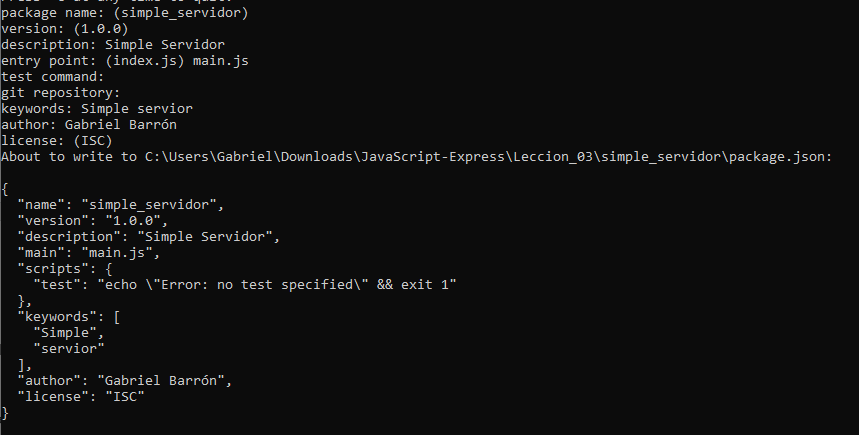 package name: (simple_servidor)
version: (1.0.0)
description: Simple Servidor
entry point: (index.js) main.js
test command:
git repository:
keywords: Simple servior
author: Gabriel Barrón
license: (ISC)
About to write to C:\Users\Gabriel\Downloads\JavaScript-Express\Leccion_03\simple_servidor\package.json:

{
  "name": "simple_servidor",
  "version": "1.0.0",
  "description": "Simple Servidor",
  "main": "main.js",
  "scripts": {
    "test": "echo \"Error: no test specified\" && exit 1"
  },
  "keywords": [
    "Simple",
    "servior"
  ],
  "author": "Gabriel Barrón",
  "license": "ISC"
}